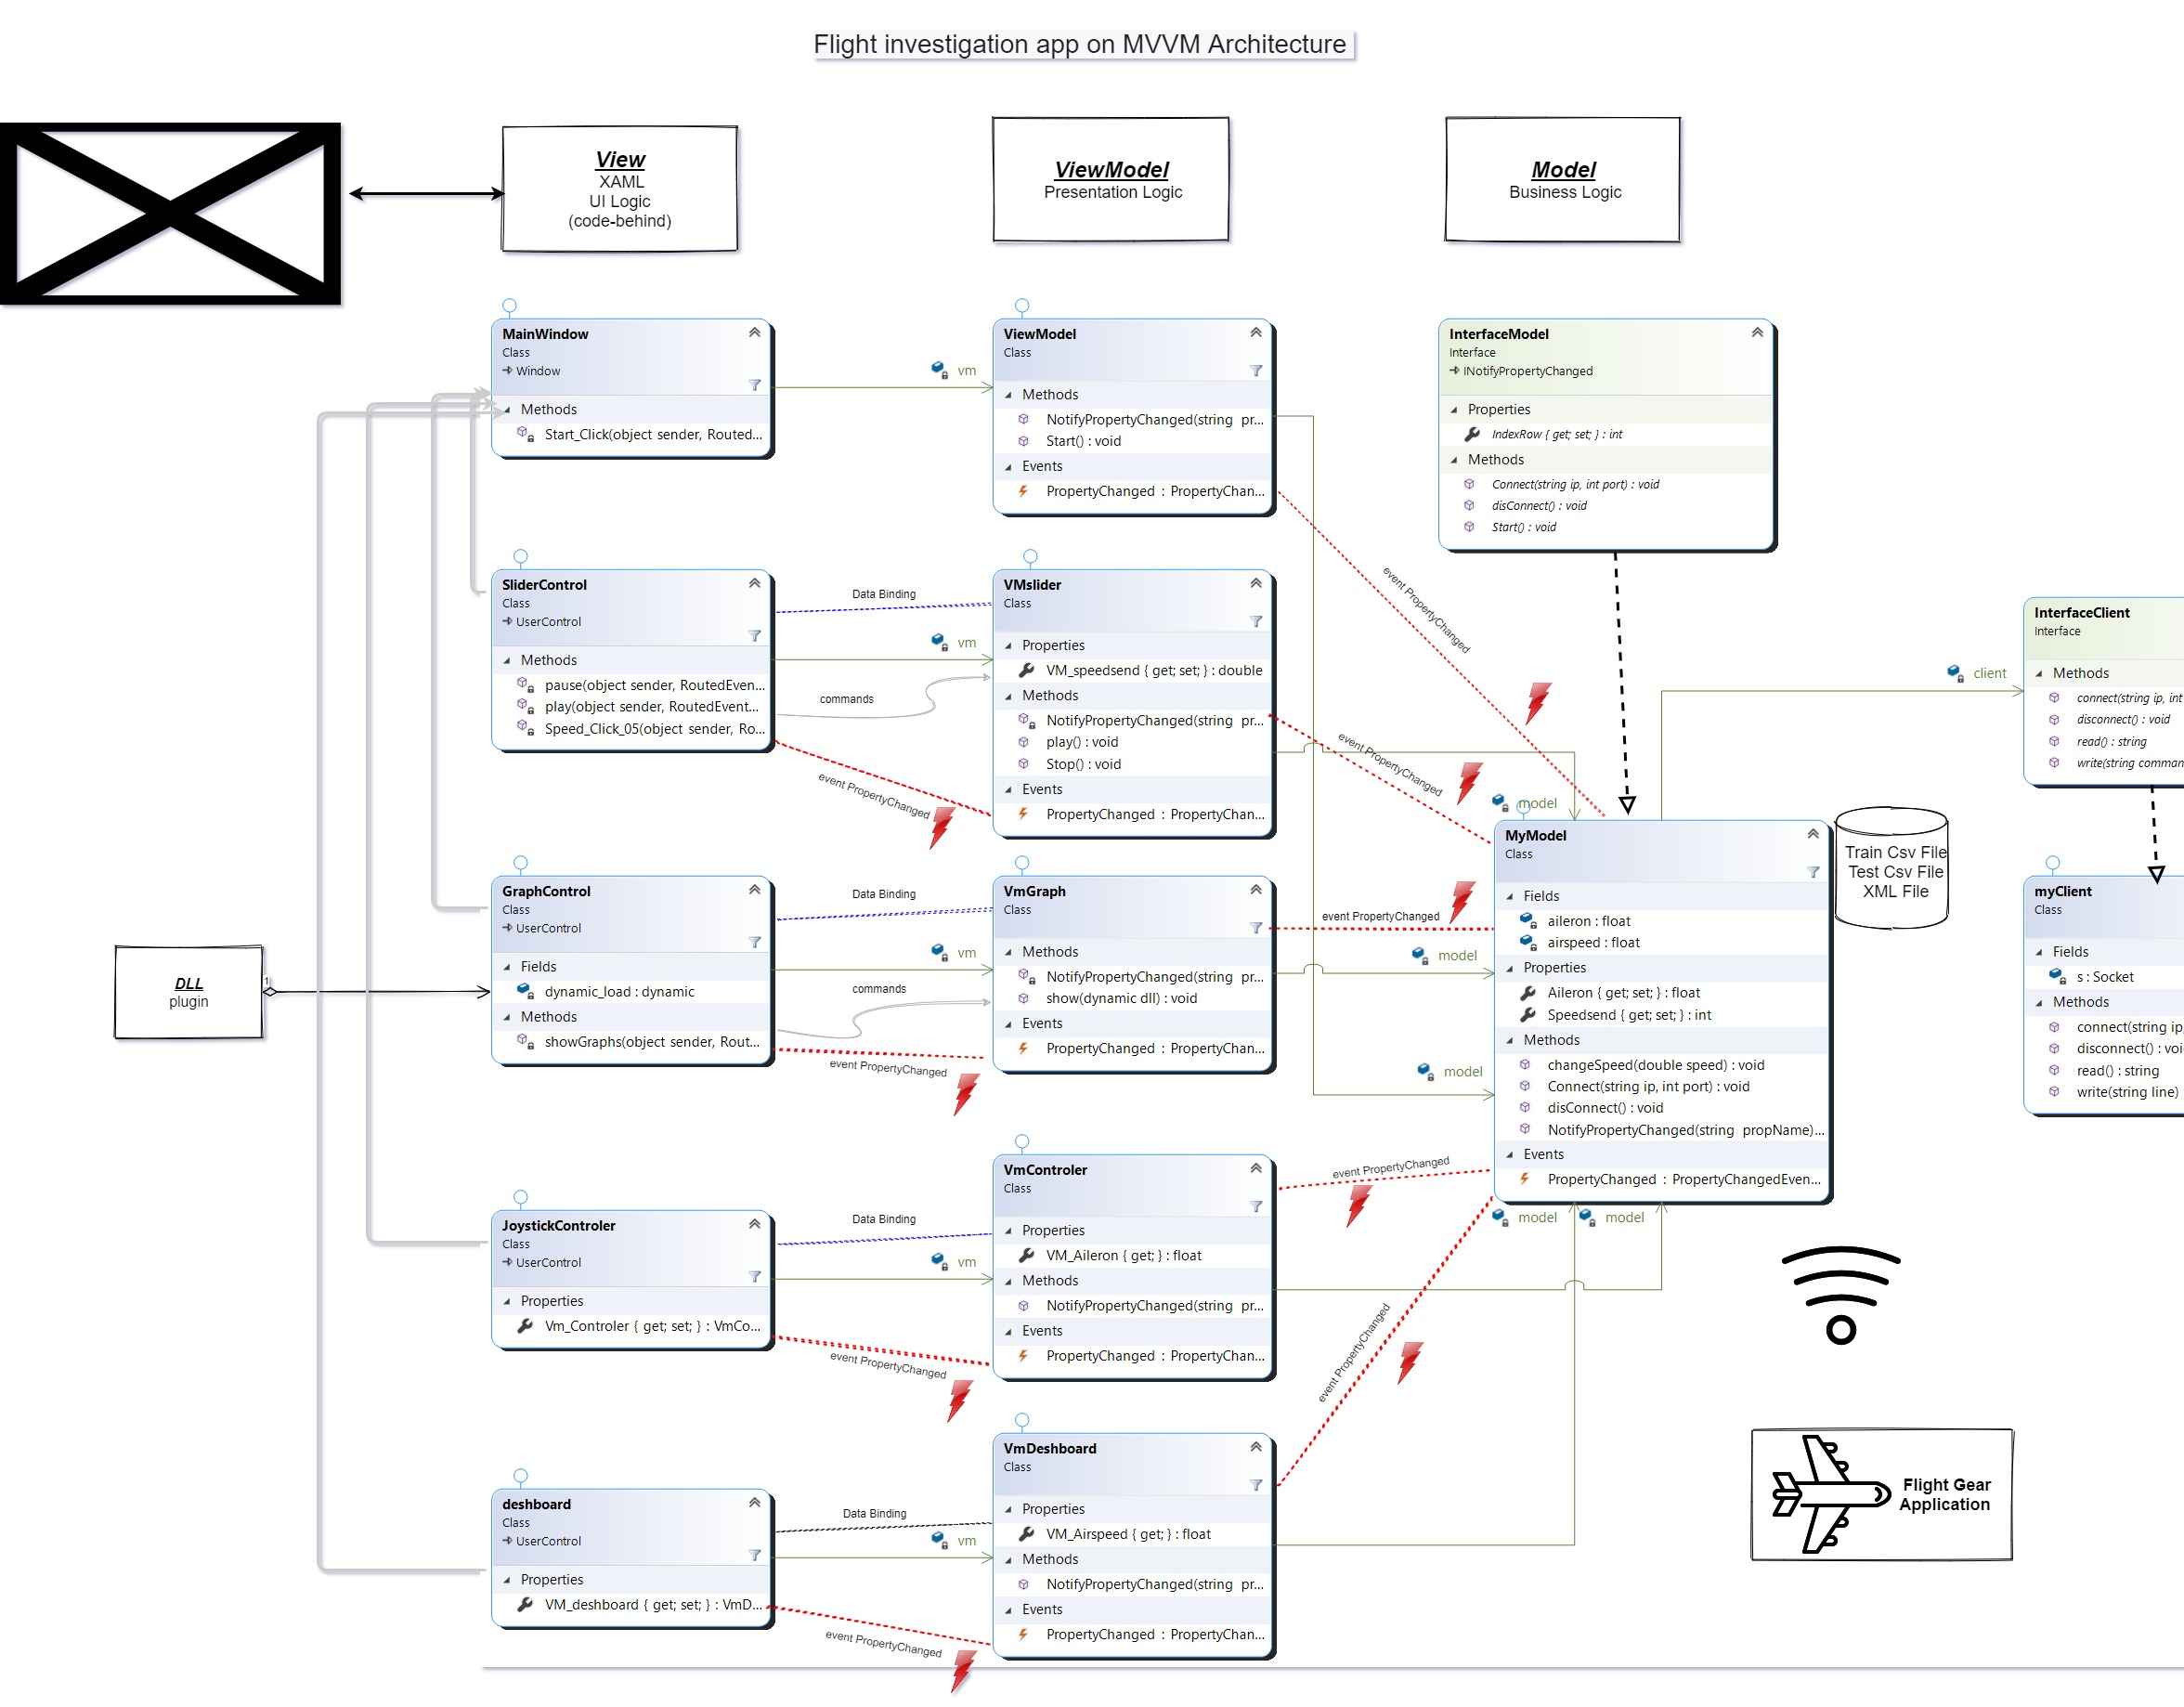 Flight investigation app on MVVM Architecture
View
XAML
UI Logic
(code-behind)
ViewModel
Presentation Logic
Model
Business Logic
MainWindow
Class
Window
Methods
Start_Click(object sender, Routed...
vm
ViewModel
Class
Methods
NotifyPropertyChanged(string pr...
Start() : void
Events
PropertyChanged : PropertyChan...
InterfaceModel
Interface
INotifyPropertyChanged
Properties
IndexRow { get; set; } : int
Methods
Connect(string ip, int port) : void
disConnect() : void
Start() : void
event PropertyChanged
SliderControl
Class
UserControl
Methods
pause(object sender, RoutedEven...
play(object sender, RoutedEvent...
Speed_Click_05(object sender, Ro...
Data Binding
vm
commands
event PropertyChanged
VMslider
Class
Properties
VM_speedsend { get; set; } : double
Methods
NotifyPropertyChanged(string pr...
play() : void
Stop() : void
Events
PropertyChanged : PropertyChan...
event PropertyChanged
model
client
InterfaceClient
Interface
Methods
connect(string ip, int
disconnect() : void
read() : string
write(string comman
MyModel
Class
Fields
aileron : float
airspeed : float
Properties
Aileron { get; set; } : float
Speedsend { get; set; } : int
Methods
changeSpeed(double speed) : void
Connect(string ip, int port) : void
disConnect() : void
NotifyPropertyChanged(string propName)...
Events
PropertyChanged : PropertyChangedEven...
Train Csv File
Test Csv File
XML File
myClient
Class
Fields
s : Socket
Methods
connect(string ip,
disconnect() : voi
read() : string
write(string line)
DLL
plugin
1
GraphControl
Class
UserControl
Fields
dynamic_load : dynamic
Methods
showGraphs(object sender, Rout...
Data Binding
vm
commands
event PropertyChanged
VmGraph
Class
Methods
NotifyPropertyChanged(string pr...
show(dynamic dll) : void
Events
PropertyChanged : PropertyChan...
event PropertyChanged
model
model
JoystickControler
Class
UserControl
Properties
Vm_Controler { get; set; } : VmCo...
Data Binding
vm
event PropertyChanged
VmControler
Class
Properties
VM_Aileron { get; } : float
Methods
NotifyPropertyChanged(string pr...
Events
PropertyChanged : PropertyChan...
event PropertyChanged
model
model
event PropertyChanged
deshboard
Class
UserControl
Properties
VM_deshboard { get; set; } : VmD...
Data Binding
vm
event PropertyChanged
VmDeshboard
Class
Properties
VM_Airspeed { get; } : float
Methods
NotifyPropertyChanged(string pr...
Events
PropertyChanged : PropertyChan...
Flight Gear
Application